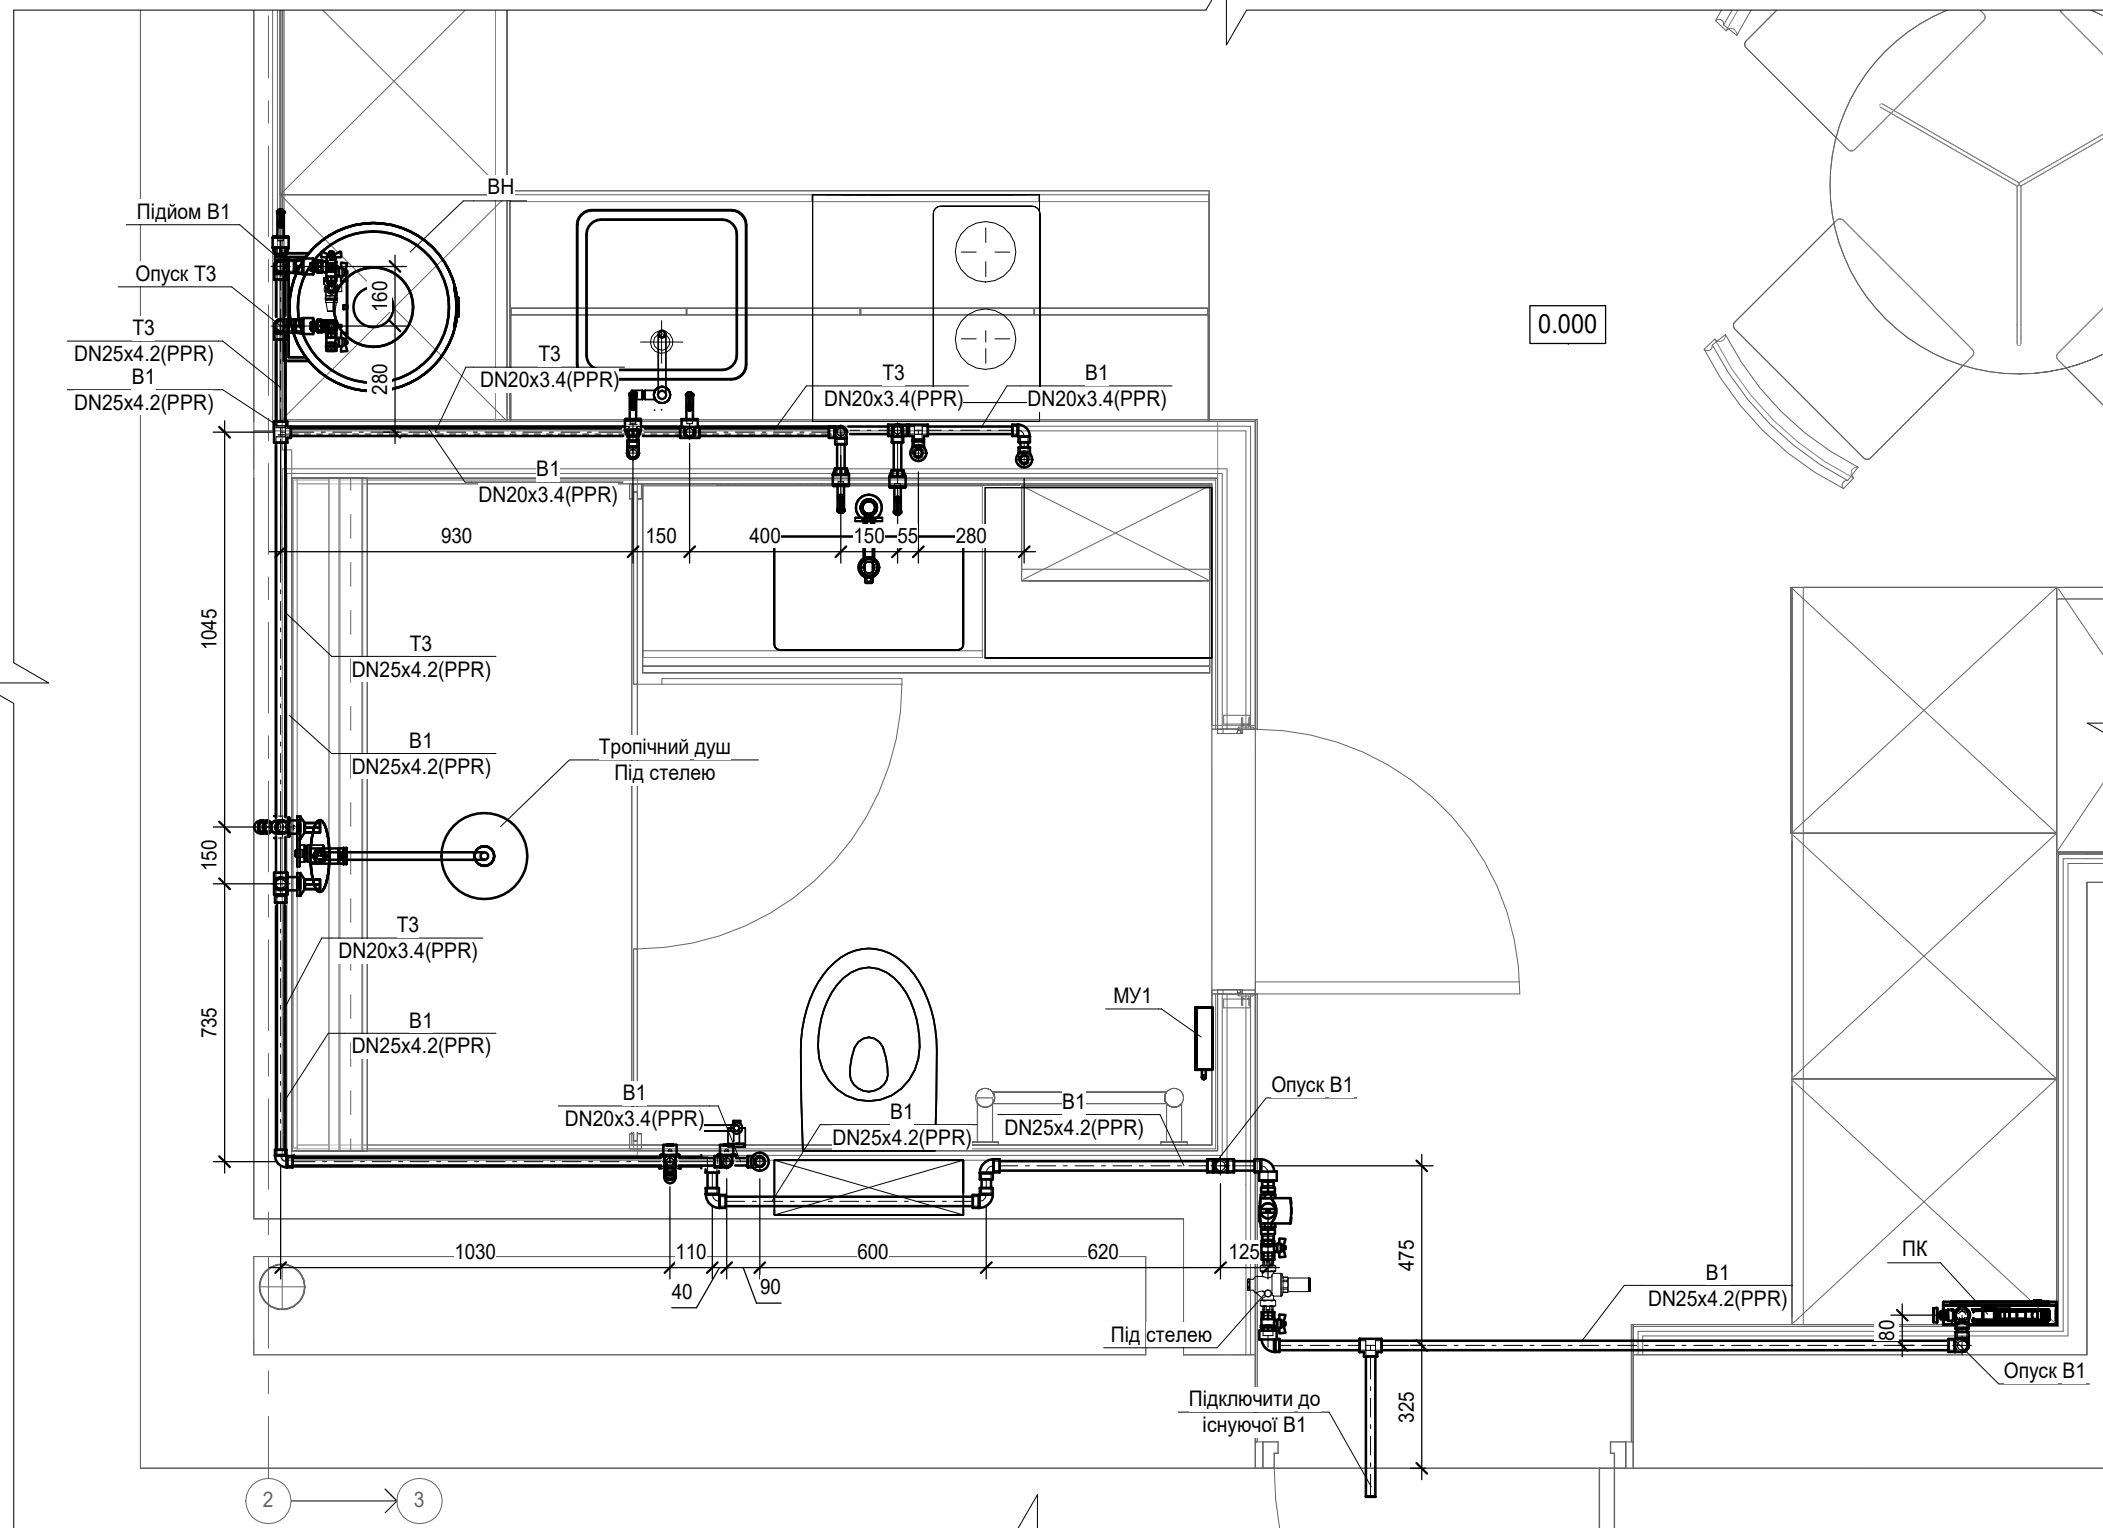 ВН
Підйом В1
Опуск Т3
Т3
DN25x4.2(PPR)
В1
DN25x4.2(PPR)
160
280
Т3
DN20x3.4(PPR)
Т3
DN20x3.4(PPR)
В1
DN20x3.4(PPR)
0.000
В1
DN20x3.4(PPR)
930
150
400
150
55
280
1045
Т3
DN25x4.2(PPR)
В1
DN25x4.2(PPR)
Тропічний душ
Під стелею
150
Т3
DN20x3.4(PPR)
735
В1
DN25x4.2(PPR)
МУ1
В1
DN20x3.4(PPR)
В1
DN25x4.2(PPR)
В1
DN25x4.2(PPR)
Опуск В1
1030
110
600
620
125
40
90
475
ПК
В1
DN25x4.2(PPR)
80
Під стелею
Опуск В1
Підключити до
існуючої В1
325
2
3